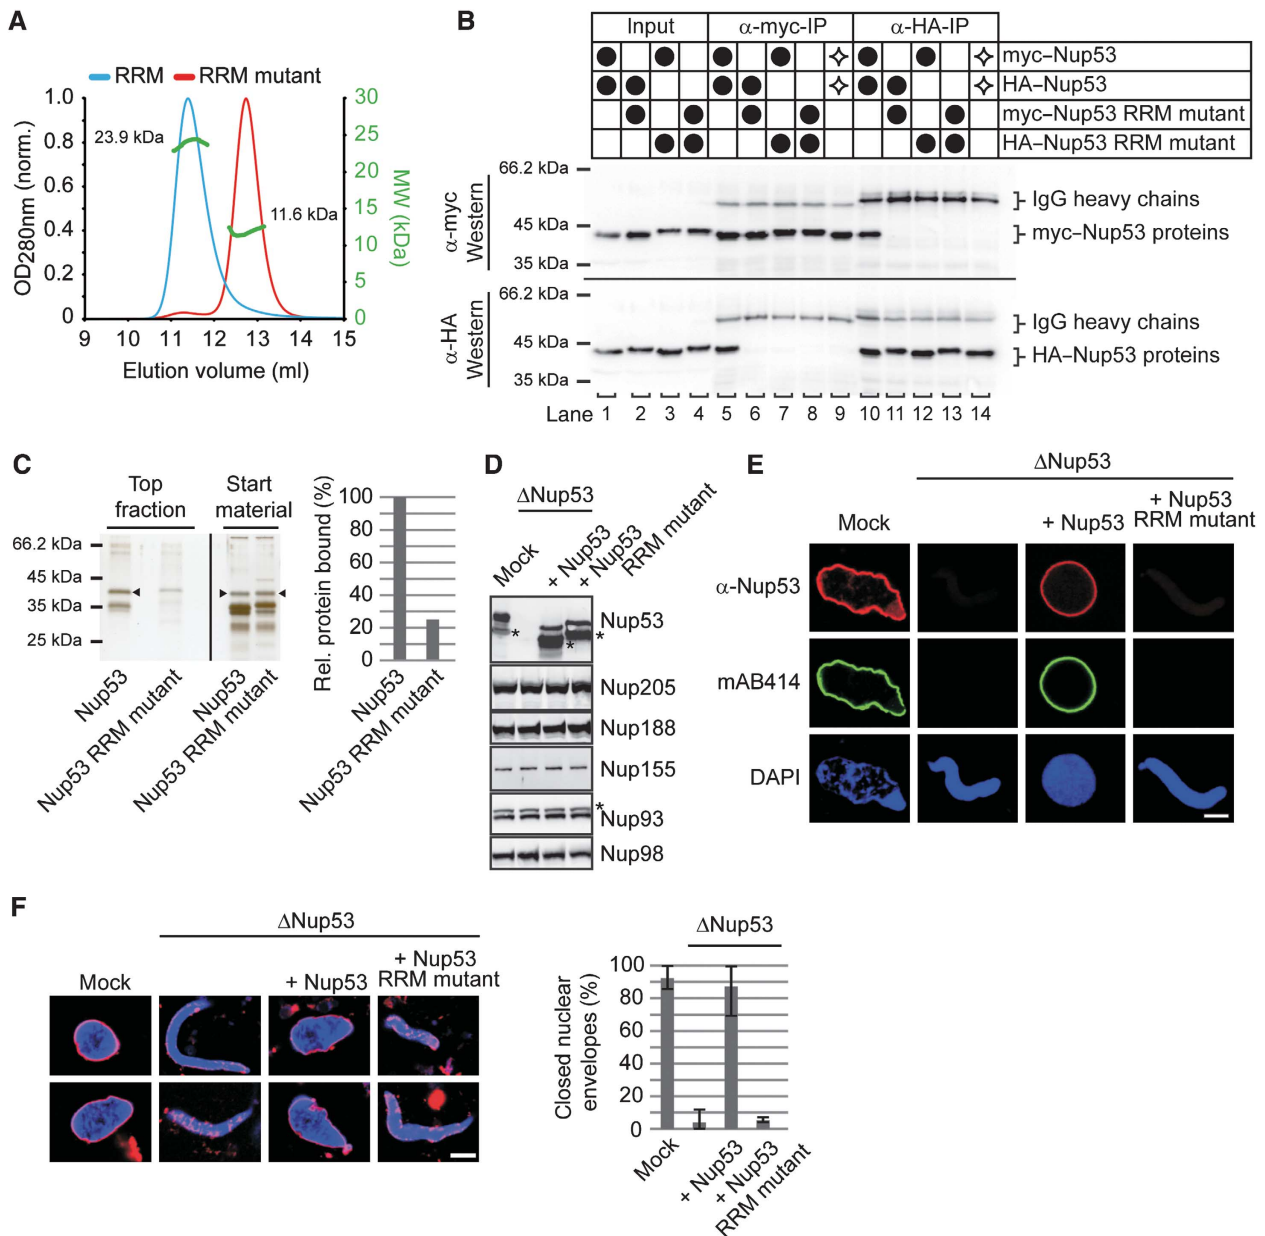 A
RRM RRM mutant
OD280nm (norm.)
1.0
0.8
0.6
0.4
0.2
0
23.9 kDa
11.6 kDa
30
25
20
15
10
5
0
MW (kDa)
9 10 11 12 13 14 15
Elution volume (ml)
B
Input α-myc-IP α-HA-IP
myc–Nup53
HA–Nup53
myc–Nup53 RRM mutant
HA–Nup53 RRM mutant
α-myc Western
66.2 kDa
45 kDa
35 kDa
IgG heavy chains
myc–Nup53 proteins
α-HA Western
66.2 kDa
45 kDa
35 kDa
IgG heavy chains
HA–Nup53 proteins
Lane 1 2 3 4 5 6 7 8 9 10 11 12 13 14
C
Top fraction
Start material
66.2 kDa
45 kDa
35 kDa
25 kDa
Nup53
Nup53 RRM mutant
Nup53
Nup53 RRM mutant
Rel. protein bound (%)
100
80
60
40
20
0
Nup53
Nup53 RRM mutant
D
ΔNup53
Mock
+ Nup53
+ Nup53 RRM mutant
Nup53
*
*
*
Nup205
Nup188
Nup155
*
Nup93
Nup98
E
ΔNup53
Mock
+ Nup53
+ Nup53 RRM mutant
α-Nup53
mAB414
DAPI
F
ΔNup53
Mock
+ Nup53
+ Nup53 RRM mutant
ΔNup53
Closed nuclear envelopes (%)
100
80
60
40
20
0
Mock
+ Nup53
+ Nup53 RRM mutant